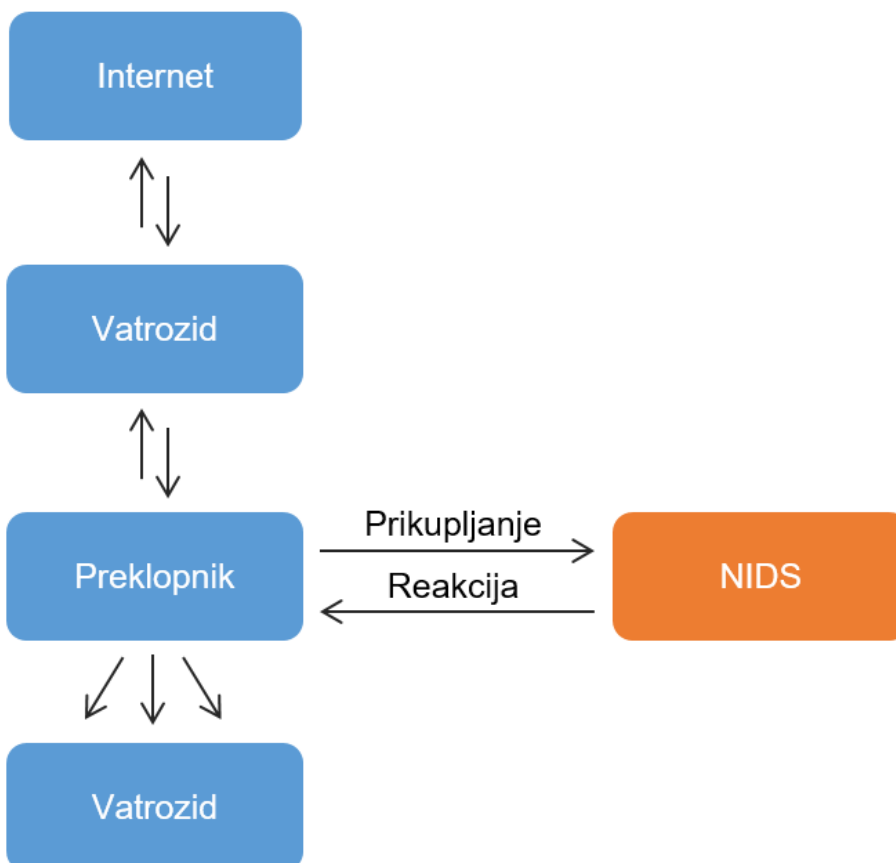 Internet
Vatrozid
Prikupljanje
Preklopnik
NIDS
Reakcija
Vatrozid